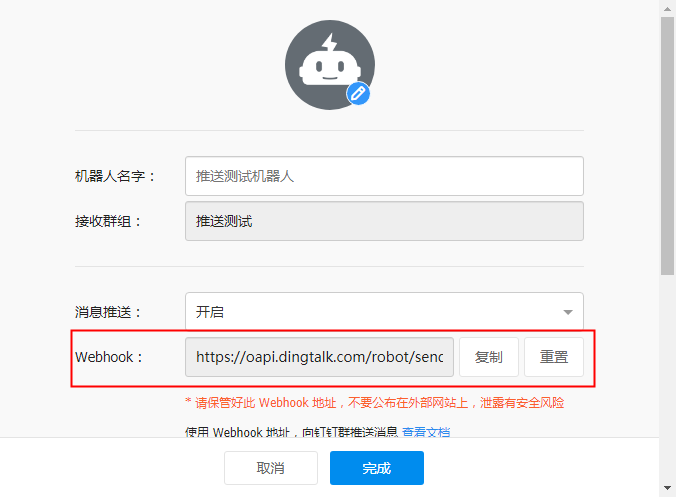 机器人名字：
推送测试机器人
接收群组：
推送测试
消息推送：
开启
Webhook：
https://oapi.dingtalk.com/robot/send
复制
重置
* 请保管好此 Webhook 地址，不要公布在外部网站上，泄露有安全风险
使用 Webhook 地址，向钉钉群推送消息 查看文档
取消
完成